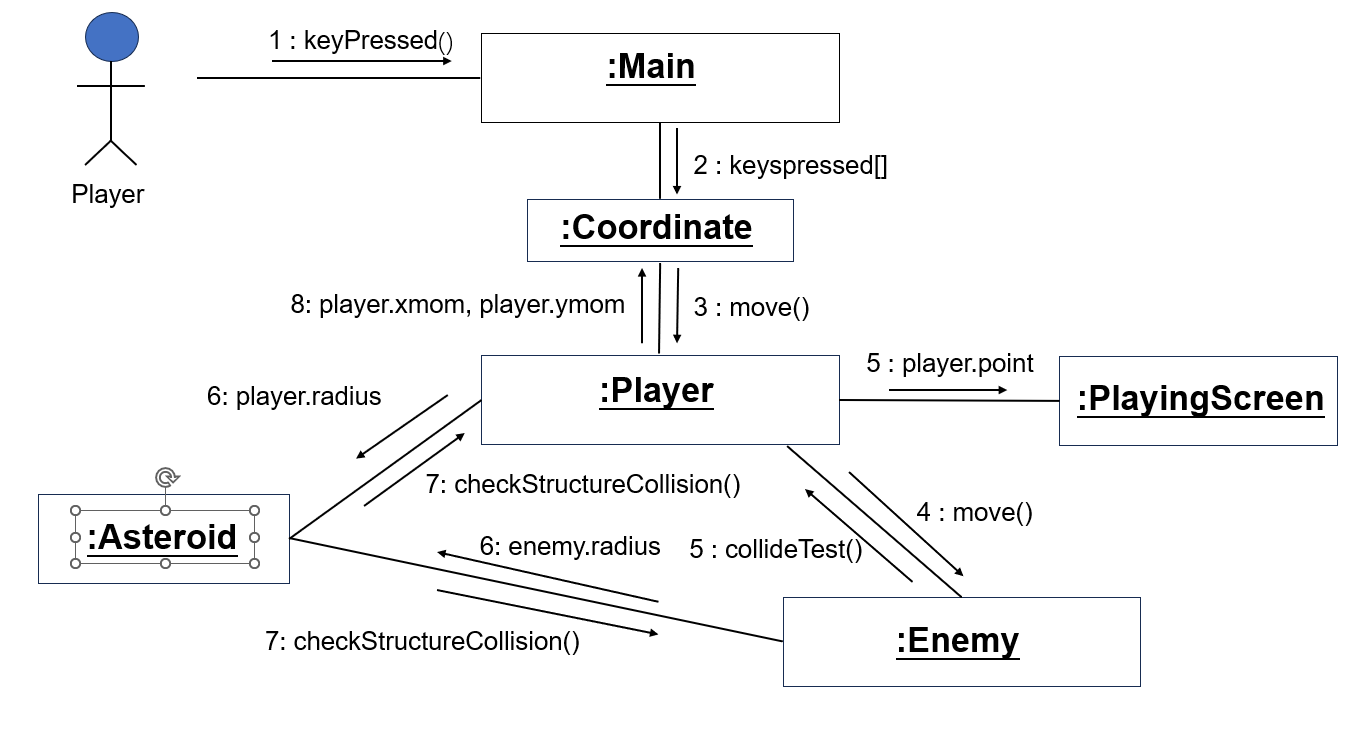 1 : keyPressed()
:Main
Player
2 : keyspressed[]
:Coordinate
8: player.xmom, player.ymom
3 : move()
:Player
5 : player.point
:PlayingScreen
6: player.radius
7: checkStructureCollision()
:Asteroid
4 : move()
6: enemy.radius
5 : collideTest()
7: checkStructureCollision()
:Enemy